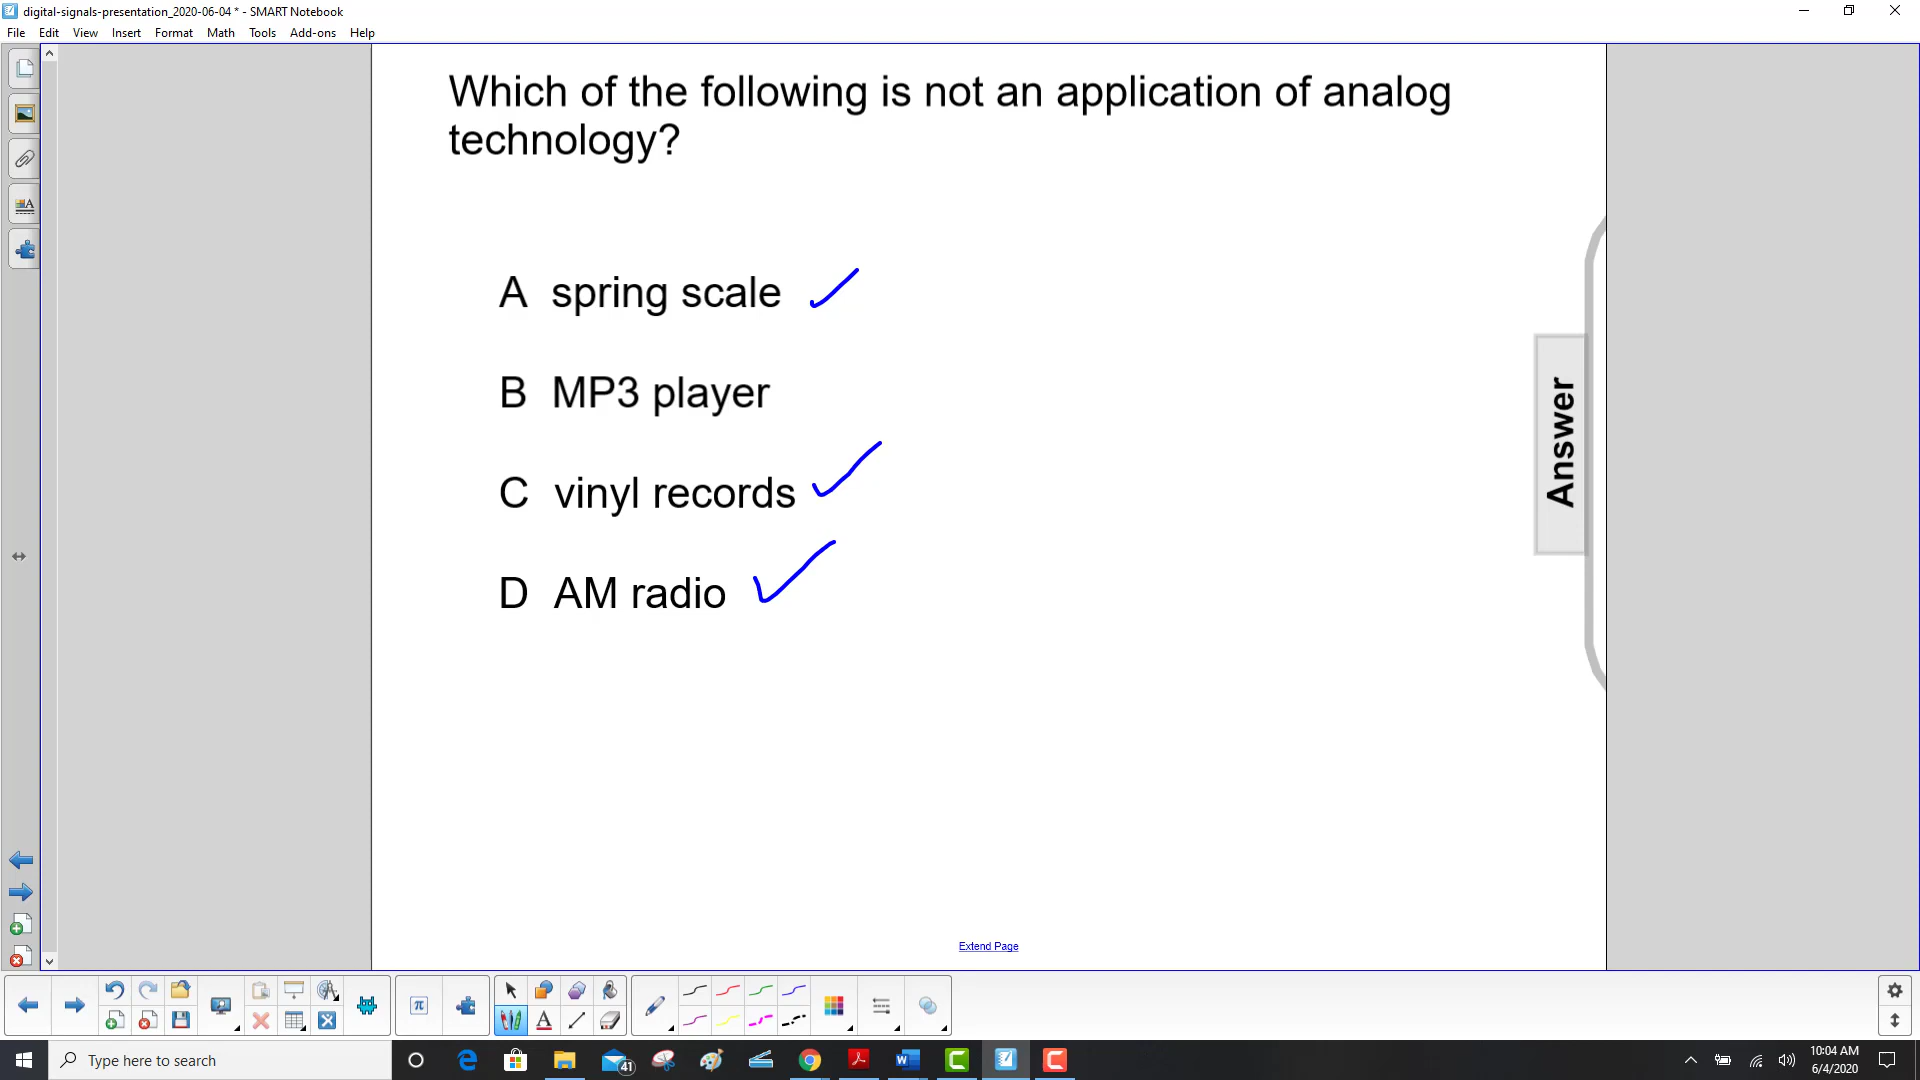 digital-signals-presentation_2020-06-04 * - SMART Notebook
File Edit View Insert Format Math Tools Add-ons Help
Which of the following is not an application of analog
technology?
A spring scale
B MP3 player
C vinyl records
D AM radio
Answer
Extend Page
π
A
Type here to search
41
10:04 AM
6/4/2020